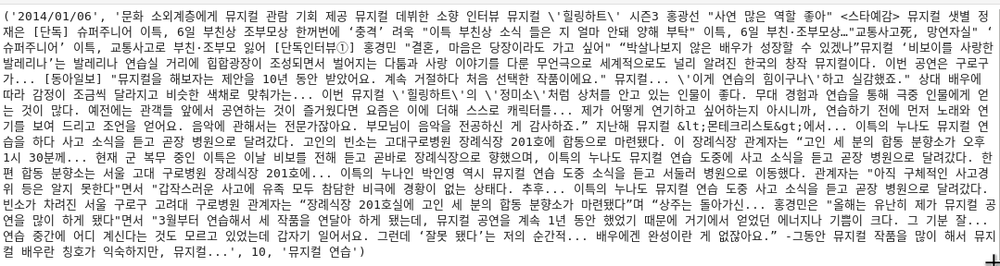 ('2014/01/06', '문화 소외계층에게 뮤지컬 관람 기회 제공 뮤지컬 데뷔한 소향 인터뷰 뮤지컬 \'힐링하트\' 시즌3 홍광선 "사연 많은 역할 좋아" <스타예감> 뮤지컬 샛별 정
재은 [단독] 슈퍼주니어 이특, 6일 부친상 조부모상 한꺼번에 ‘충격’ 려욱 "이특 부친상 소식 들은 지 얼마 안돼 양해 부탁" 이특, 6일 부친·조부모상…"교통사고死, 망연자실" ‘
슈퍼주니어’ 이특, 교통사고로 부친·조부모 잃어 [단독인터뷰①] 홍경민 "결혼, 마음은 당장이라도 가고 싶어" “박살나보지 않은 배우가 성장할 수 있겠나”뮤지컬 ‘비보이를 사랑한
발레리나’는 발레리나 연습실 거리에 힙합광장이 조성되면서 벌어지는 다툼과 사랑 이야기를 다룬 무언극으로 세계적으로도 널리 알려진 한국의 창작 뮤지컬이다. 이번 공연은 구로구
가... [동아일보] "뮤지컬을 해보자는 제안을 10년 동안 받았어요. 계속 거절하다 처음 선택한 작품이에요." 뮤지컬... \'이게 연습의 힘이구나\'하고 실감했죠." 상대 배우에
따라 감정이 조금씩 달라지고 비슷한 색채로 맞춰가는... 이번 뮤지컬 \'힐링하트\'의 \'정미소\'처럼 상처를 안고 있는 인물이 좋다. 무대 경험과 연습을 통해 극중 인물에게 얻
는 것이 많다. 예전에는 관객들 앞에서 공연하는 것이 즐거웠다면 요즘은 이에 더해 스스로 캐릭터를... 제가 어떻게 연기하고 싶어하는지 아시니까, 연습하기 전에 먼저 노래와 연
기를 보여 드리고 조언을 얻어요. 음악에 관해서는 전문가잖아요. 부모님이 음악을 전공하신 게 감사하죠.” 지난해 뮤지컬 &lt;몬테크리스토&gt;에서... 이특의 누나도 뮤지컬 연
습을 하다 사고 소식을 듣고 곧장 병원으로 달려갔다. 고인의 빈소는 고대구로병원 장례식장 201호에 합동으로 마련됐다. 이 장례식장 관계자는 “고인 세 분의 합동 분향소가 오후
1시 30분께... 현재 군 복무 중인 이특은 이날 비보를 전해 듣고 곧바로 장례식장으로 향했으며, 이특의 누나도 뮤지컬 연습 도중에 사고 소식을 듣고 곧장 병원으로 달려갔다. 한
편 합동 분향소는 서울 고대 구로병원 장례식장 201호에... 이특의 누나인 박인영 역시 뮤지컬 연습 도중 소식을 듣고 서둘러 병원으로 이동했다. 관계자는 "아직 구체적인 사고경
위 등은 알지 못한다"면서 "갑작스러운 사고에 유족 모두 참담한 비극에 경황이 없는 상태다. 추후... 이특의 누나도 뮤지컬 연습 도중 사고 소식을 듣고 곧장 병원으로 달려갔다.
빈소가 차려진 서울 구로구 고려대 구로병원 관계자는 “장례식장 201호실에 고인 세 분의 합동 분향소가 마련됐다”며 “상주는 돌아가신... 홍경민은 "올해는 유난히 제가 뮤지컬 공
연을 많이 하게 됐다"면서 "3월부터 연습해서 세 작품을 연달아 하게 됐는데, 뮤지컬 공연을 계속 1년 동안 했었기 때문에 거기에서 얻었던 에너지나 기쁨이 크다. 그 기분 잘...
연습 중간에 어디 계신다는 것도 모르고 있었는데 갑자기 일어서요. 그런데 ‘잘못 됐다’는 저의 순간적... 배우에겐 완성이란 게 없잖아요.” -그동안 뮤지컬 작품을 많이 해서 뮤지
컬 배우란 칭호가 익숙하지만, 뮤지컬...', 10, '뮤지컬 연습')